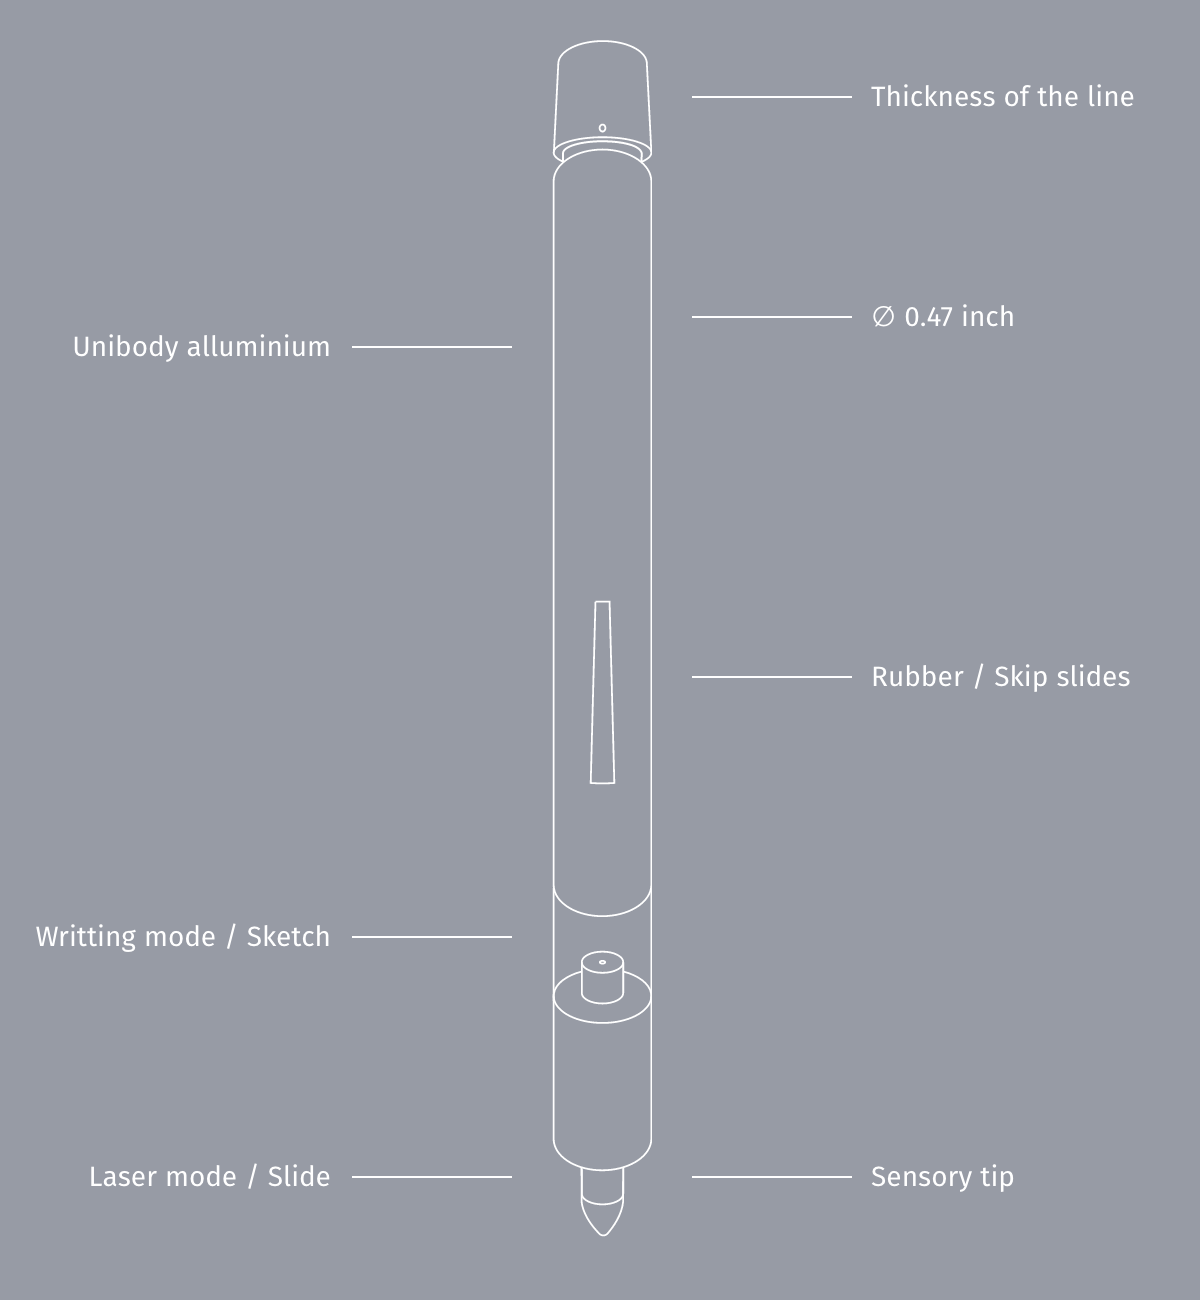 Thickness of the line
∅ 0.47 inch
Unibody alluminium
Rubber / Skip slides
Writting mode / Sketch
Laser mode / Slide
Sensory tip